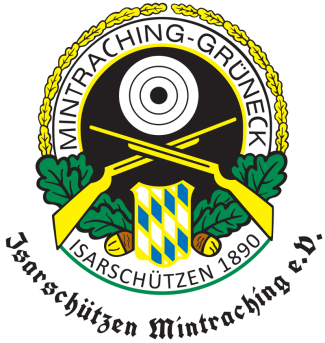 MINTRACHING-GRÜNECK
ISARSCHÜTZEN 1890
Isarschützen Mintraching e.V.